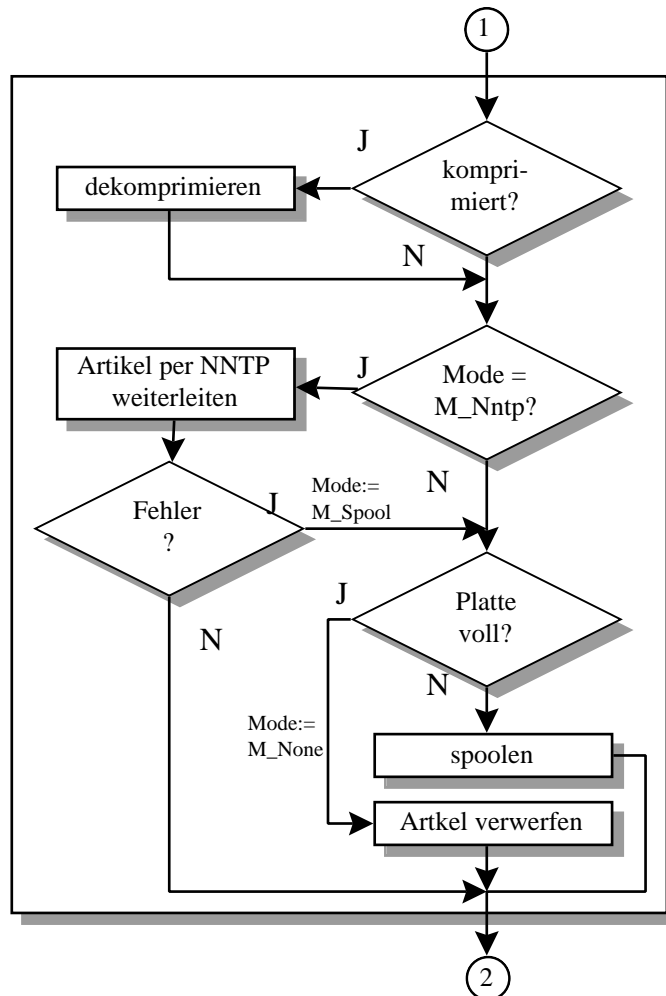 1
J
kompri-
miert?
dekomprimieren
N
Artikel per NNTP
weiterleiten
J
Mode =
M_Nntp?
N
Fehler
?
J
Mode:=
M_Spool
N
J
Platte
voll?
N
Mode:=
M_None
spoolen
Artkel verwerfen
2